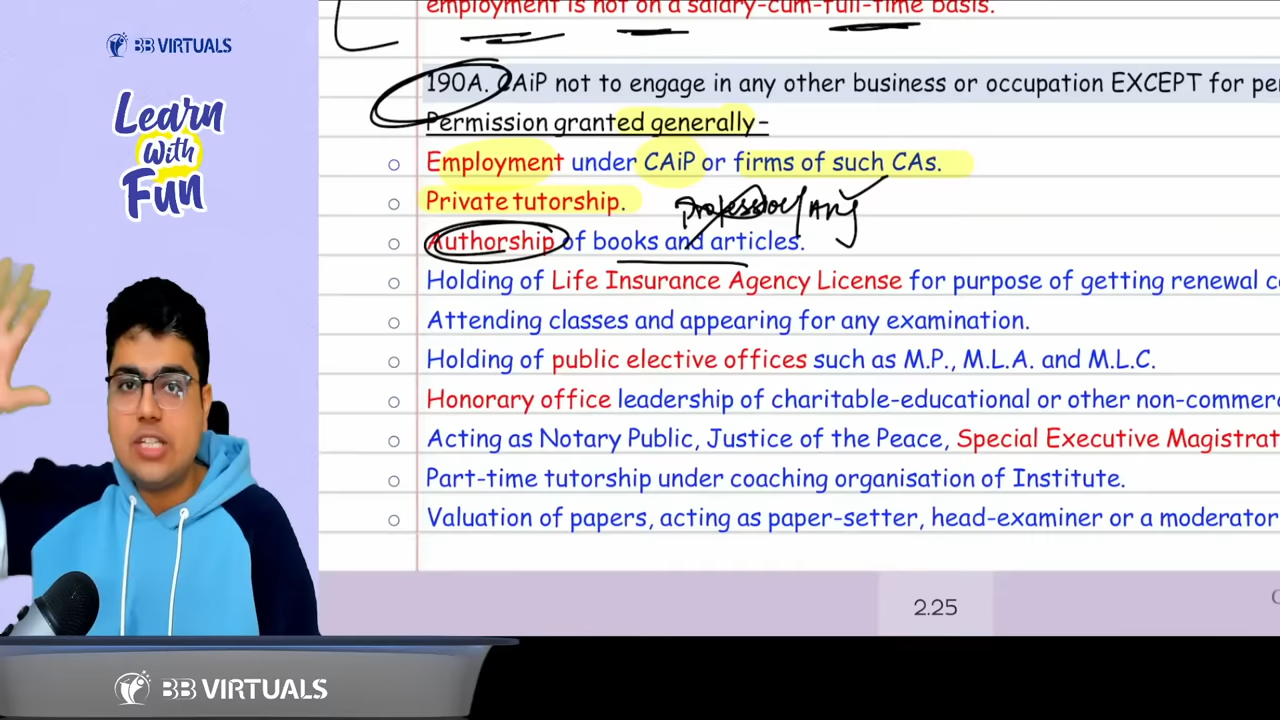 employment is not on a salary-cum-full-time basis.
BB VIRTUALS
Learn
With
Fun
190A. CAiP not to engage in any other business or occupation EXCEPT for pe
Permission granted generally-
Employment under CAiP or firms of such CAs.
Private tutorship.
Authorship of books and articles.
Holding of Life Insurance Agency License for purpose of getting renewal c
Attending classes and appearing for any examination.
Holding of public elective offices such as M.P., M.L.A. and M.L.C.
Honorary office leadership of charitable-educational or other non-commer
Acting as Notary Public, Justice of the Peace, Special Executive Magistrat
Part-time tutorship under coaching organisation of Institute.
Valuation of papers, acting as paper-setter, head-examiner or a moderator
2.25
BB VIRTUALS